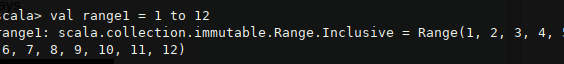 scala> val range1 = 1 to 12
range1: scala.collection.immutable.Range.Inclusive = Range(1, 2, 3, 4,
6, 7, 8, 9, 10, 11, 12)